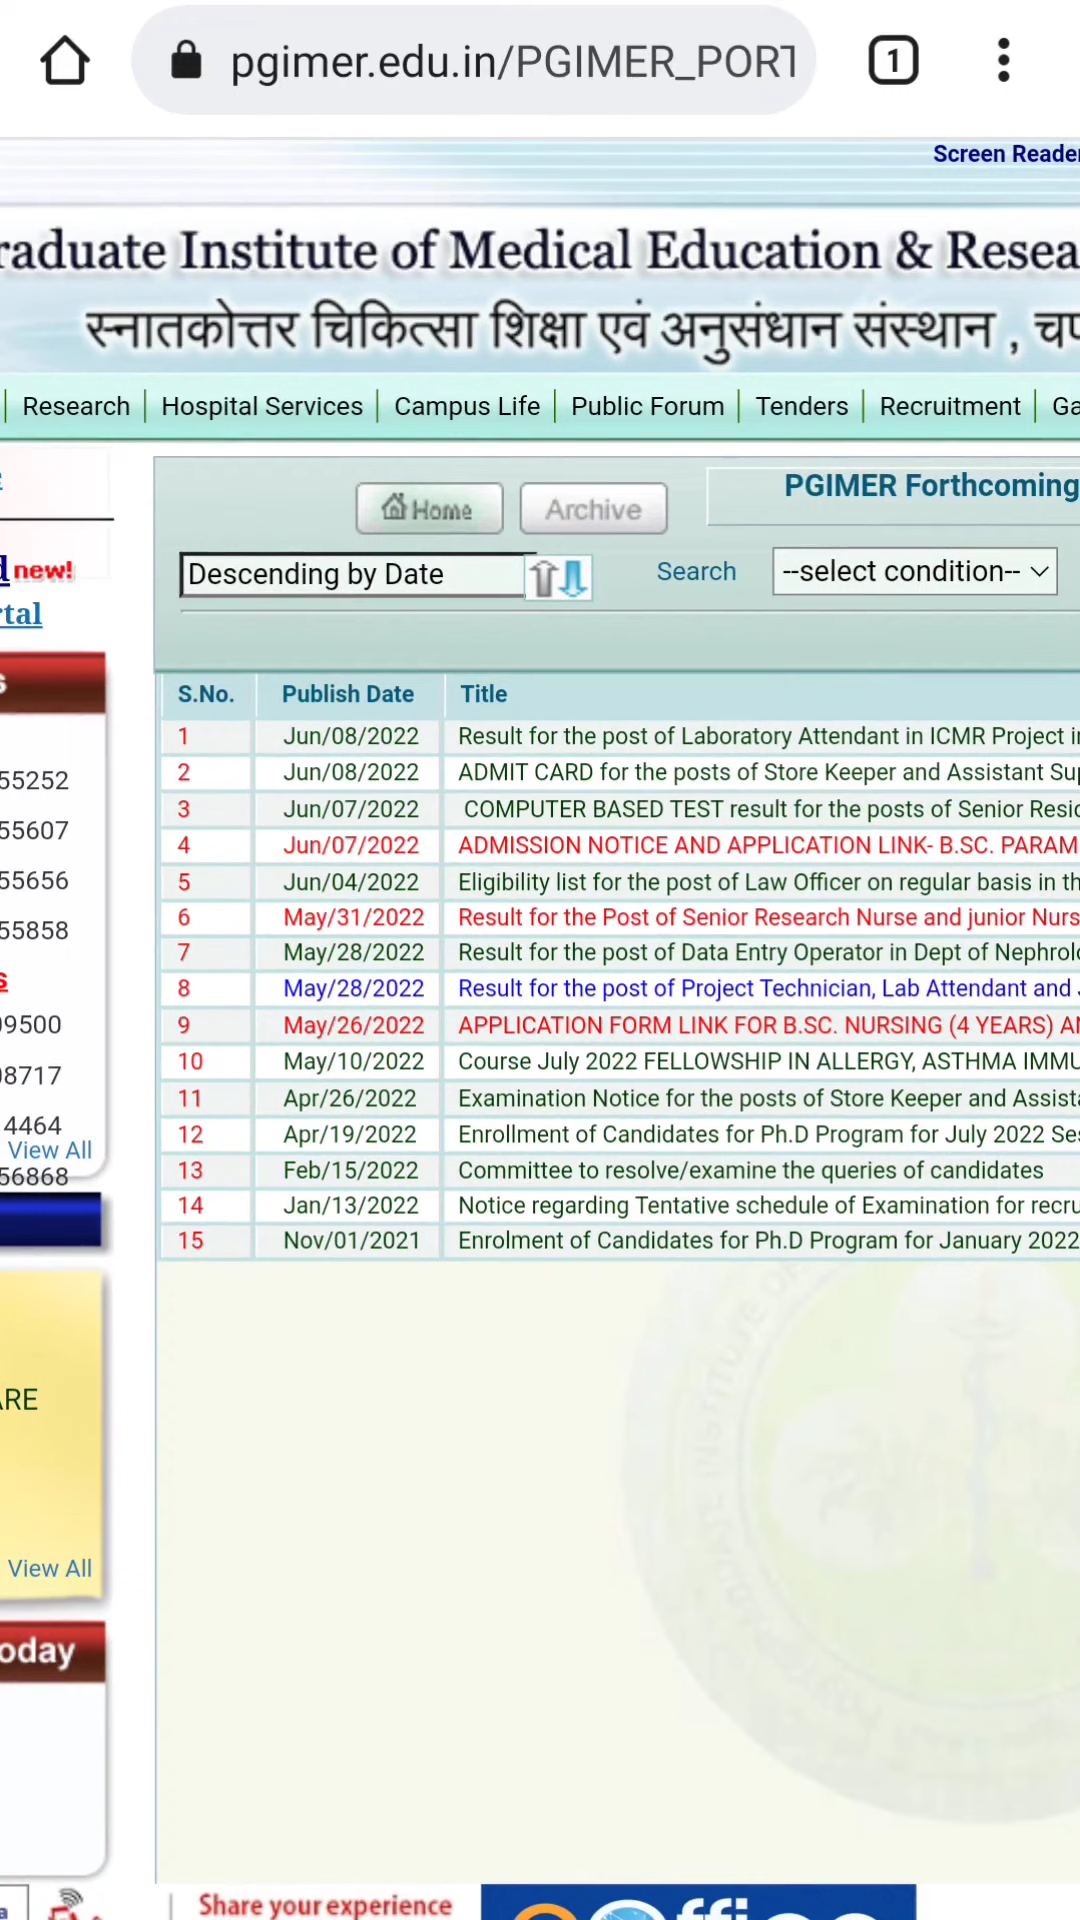 pgimer.edu.in/PGIMER_PORT
1
Screen Reade
raduate Institute of Medical Education & Resea
स्नातकोत्तर चिकित्सा शिक्षा एवं अनुसंधान संस्थान , चण
Research | Hospital Services | Campus Life | Public Forum | Tenders | Recruitment | Ga
new!
rtal
Home Archive PGIMER Forthcoming
Descending by Date Search --select condition--
S.No. Publish Date Title
1 Jun/08/2022 Result for the post of Laboratory Attendant in ICMR Project i
2 Jun/08/2022 ADMIT CARD for the posts of Store Keeper and Assistant Su
3 Jun/07/2022 COMPUTER BASED TEST result for the posts of Senior Resid
4 Jun/07/2022 ADMISSION NOTICE AND APPLICATION LINK- B.SC. PARAM
5 Jun/04/2022 Eligibility list for the post of Law Officer on regular basis in th
6 May/31/2022 Result for the Post of Senior Research Nurse and junior Nurs
7 May/28/2022 Result for the post of Data Entry Operator in Dept of Nephrolo
8 May/28/2022 Result for the post of Project Technician, Lab Attendant and
9 May/26/2022 APPLICATION FORM LINK FOR B.SC. NURSING (4 YEARS) AN
10 May/10/2022 Course July 2022 FELLOWSHIP IN ALLERGY, ASTHMA IMMU
11 Apr/26/2022 Examination Notice for the posts of Store Keeper and Assista
12 Apr/19/2022 Enrollment of Candidates for Ph.D Program for July 2022 Ses
13 Feb/15/2022 Committee to resolve/examine the queries of candidates
14 Jan/13/2022 Notice regarding Tentative schedule of Examination for recru
15 Nov/01/2021 Enrolment of Candidates for Ph.D Program for January 2022
55252
55607
55656
55858
09500
08717
4464
View All
56868
ARE
View All
oday
Share your experience